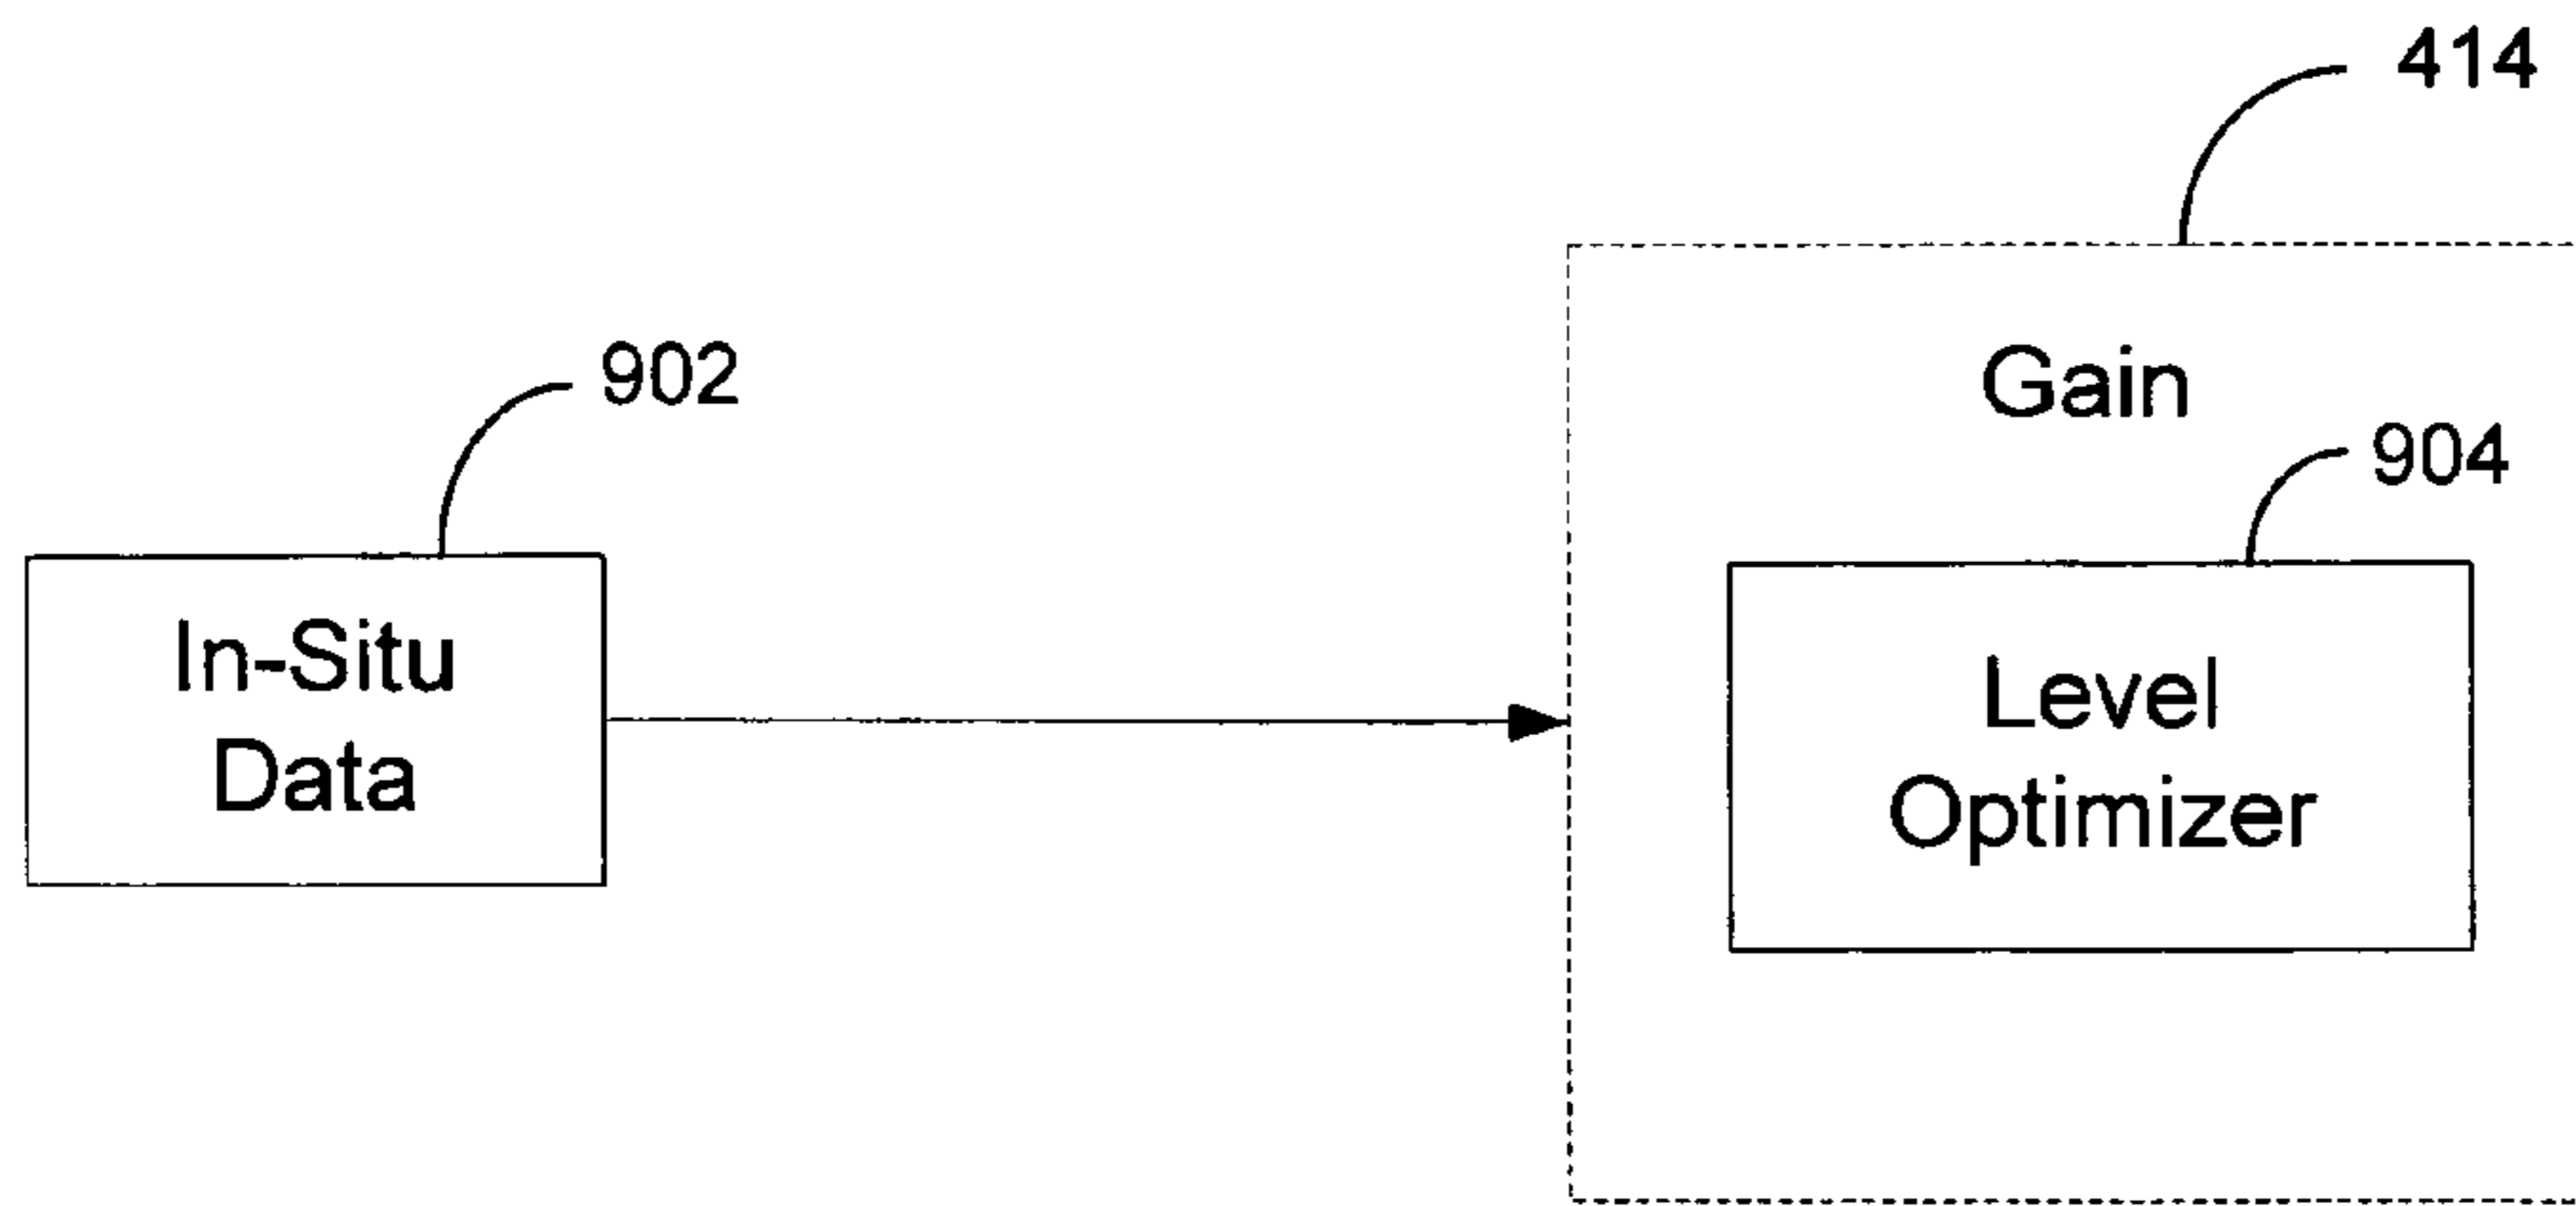 414
902
Gain
904
In-Situ
Data
Level
Optimizer